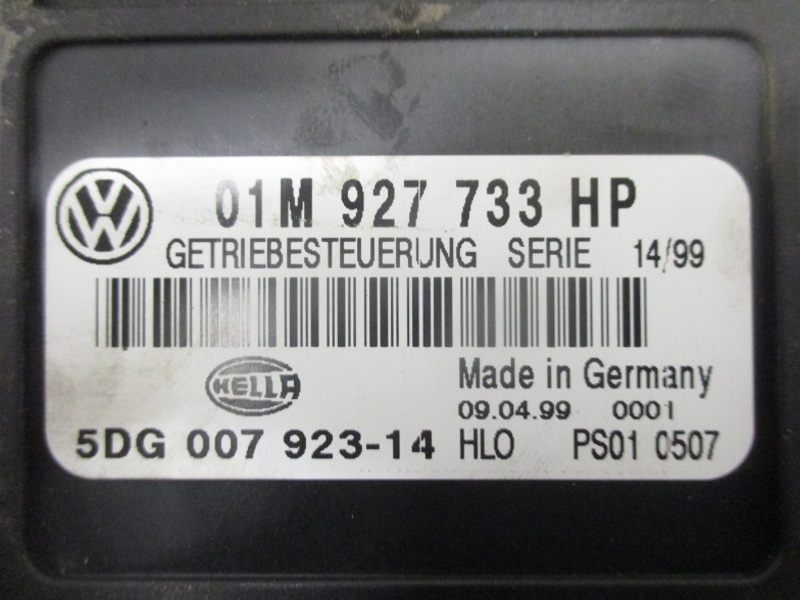 01M 927 733 HP
GETRIEBESTEUERUNG SERIE 14/99
HELLA
Made in Germany
09.04.99 0001
5DG 007 923-14 HLO PS01 0507